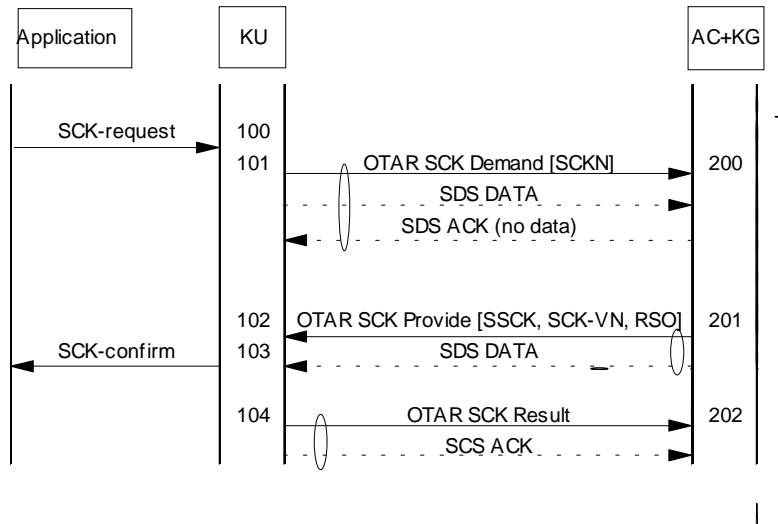 Application KU AC+KG
SCK-request 100
101 OTAR SCK Demand [SCKN] 200
SDS DATA
SDS ACK (no data)
102 OTAR SCK Provide [SSCK, SCK-VN, RSO] 201
SCK-confirm 103 SDS DATA
104 OTAR SCK Result 202
SCS ACK